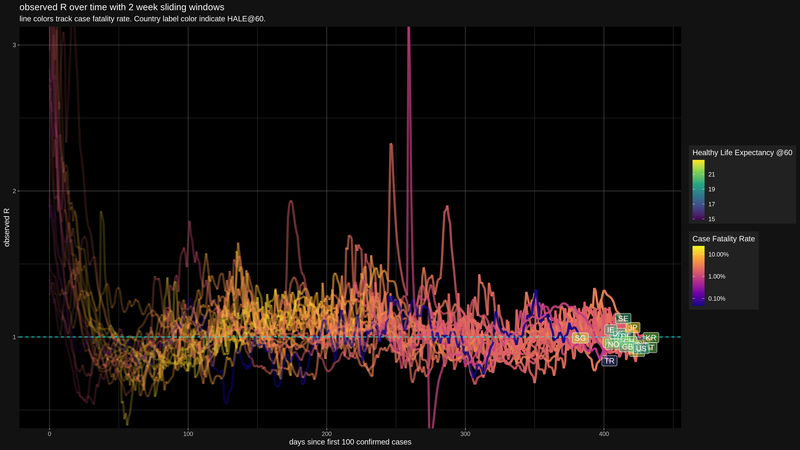 observed R over time with 2 week sliding windows
line colors track case fatality rate. Country label color indicate HALE@60.
3
2
1
observed R
0
100
200
300
400
days since first 100 confirmed cases
SE
JP
IE
SG
KR
NO
GB
US
TR
Healthy Life Expectancy @60
21
19
17
15
Case Fatality Rate
10.00%
1.00%
0.10%